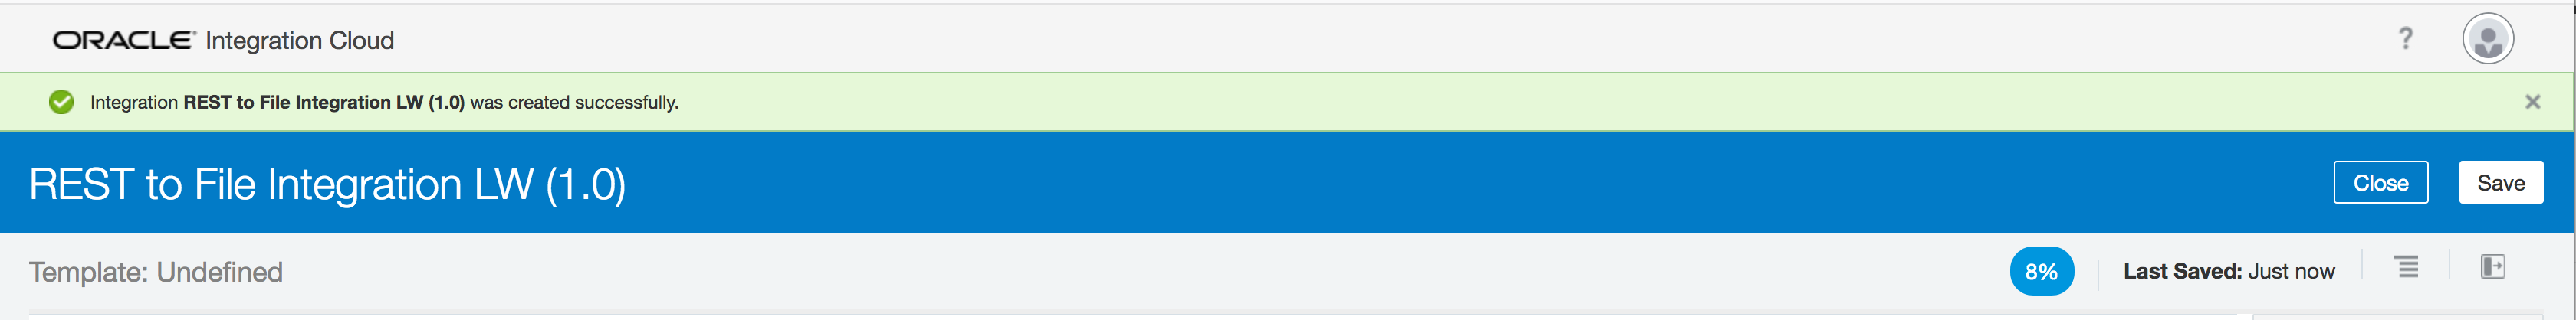 ORACLE Integration Cloud ?
Integration REST to File Integration LW (1.0) was created successfully.
REST to File Integration LW (1.0) Close Save
Template: Undefined 8% Last Saved: Just now